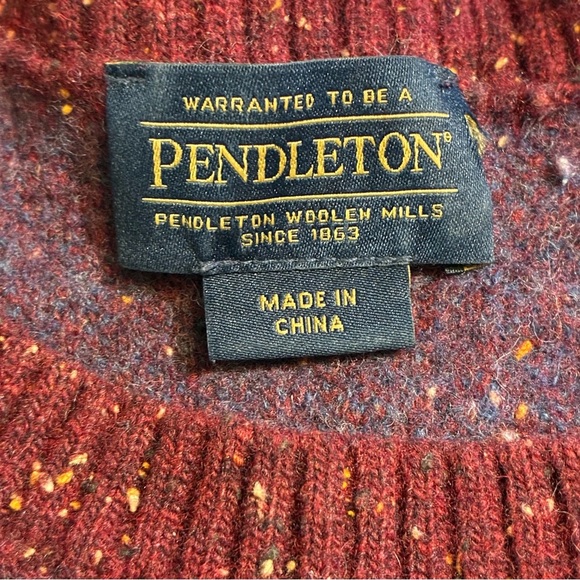 WARRANTED TO BE A
PENDLETON®
PENDLETON WOOLEN MILLS
SINCE 1863
MADE IN
CHINA